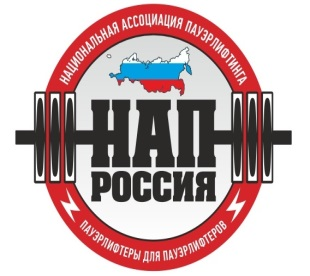 НАЦИОНАЛЬНАЯ АССОЦИАЦИЯ ПАУЭРЛИФТИНГА
НАП
РОССИЯ
ПАУЭРЛИФТЕРЫ ДЛЯ ПАУЭРЛИФТЕРОВ